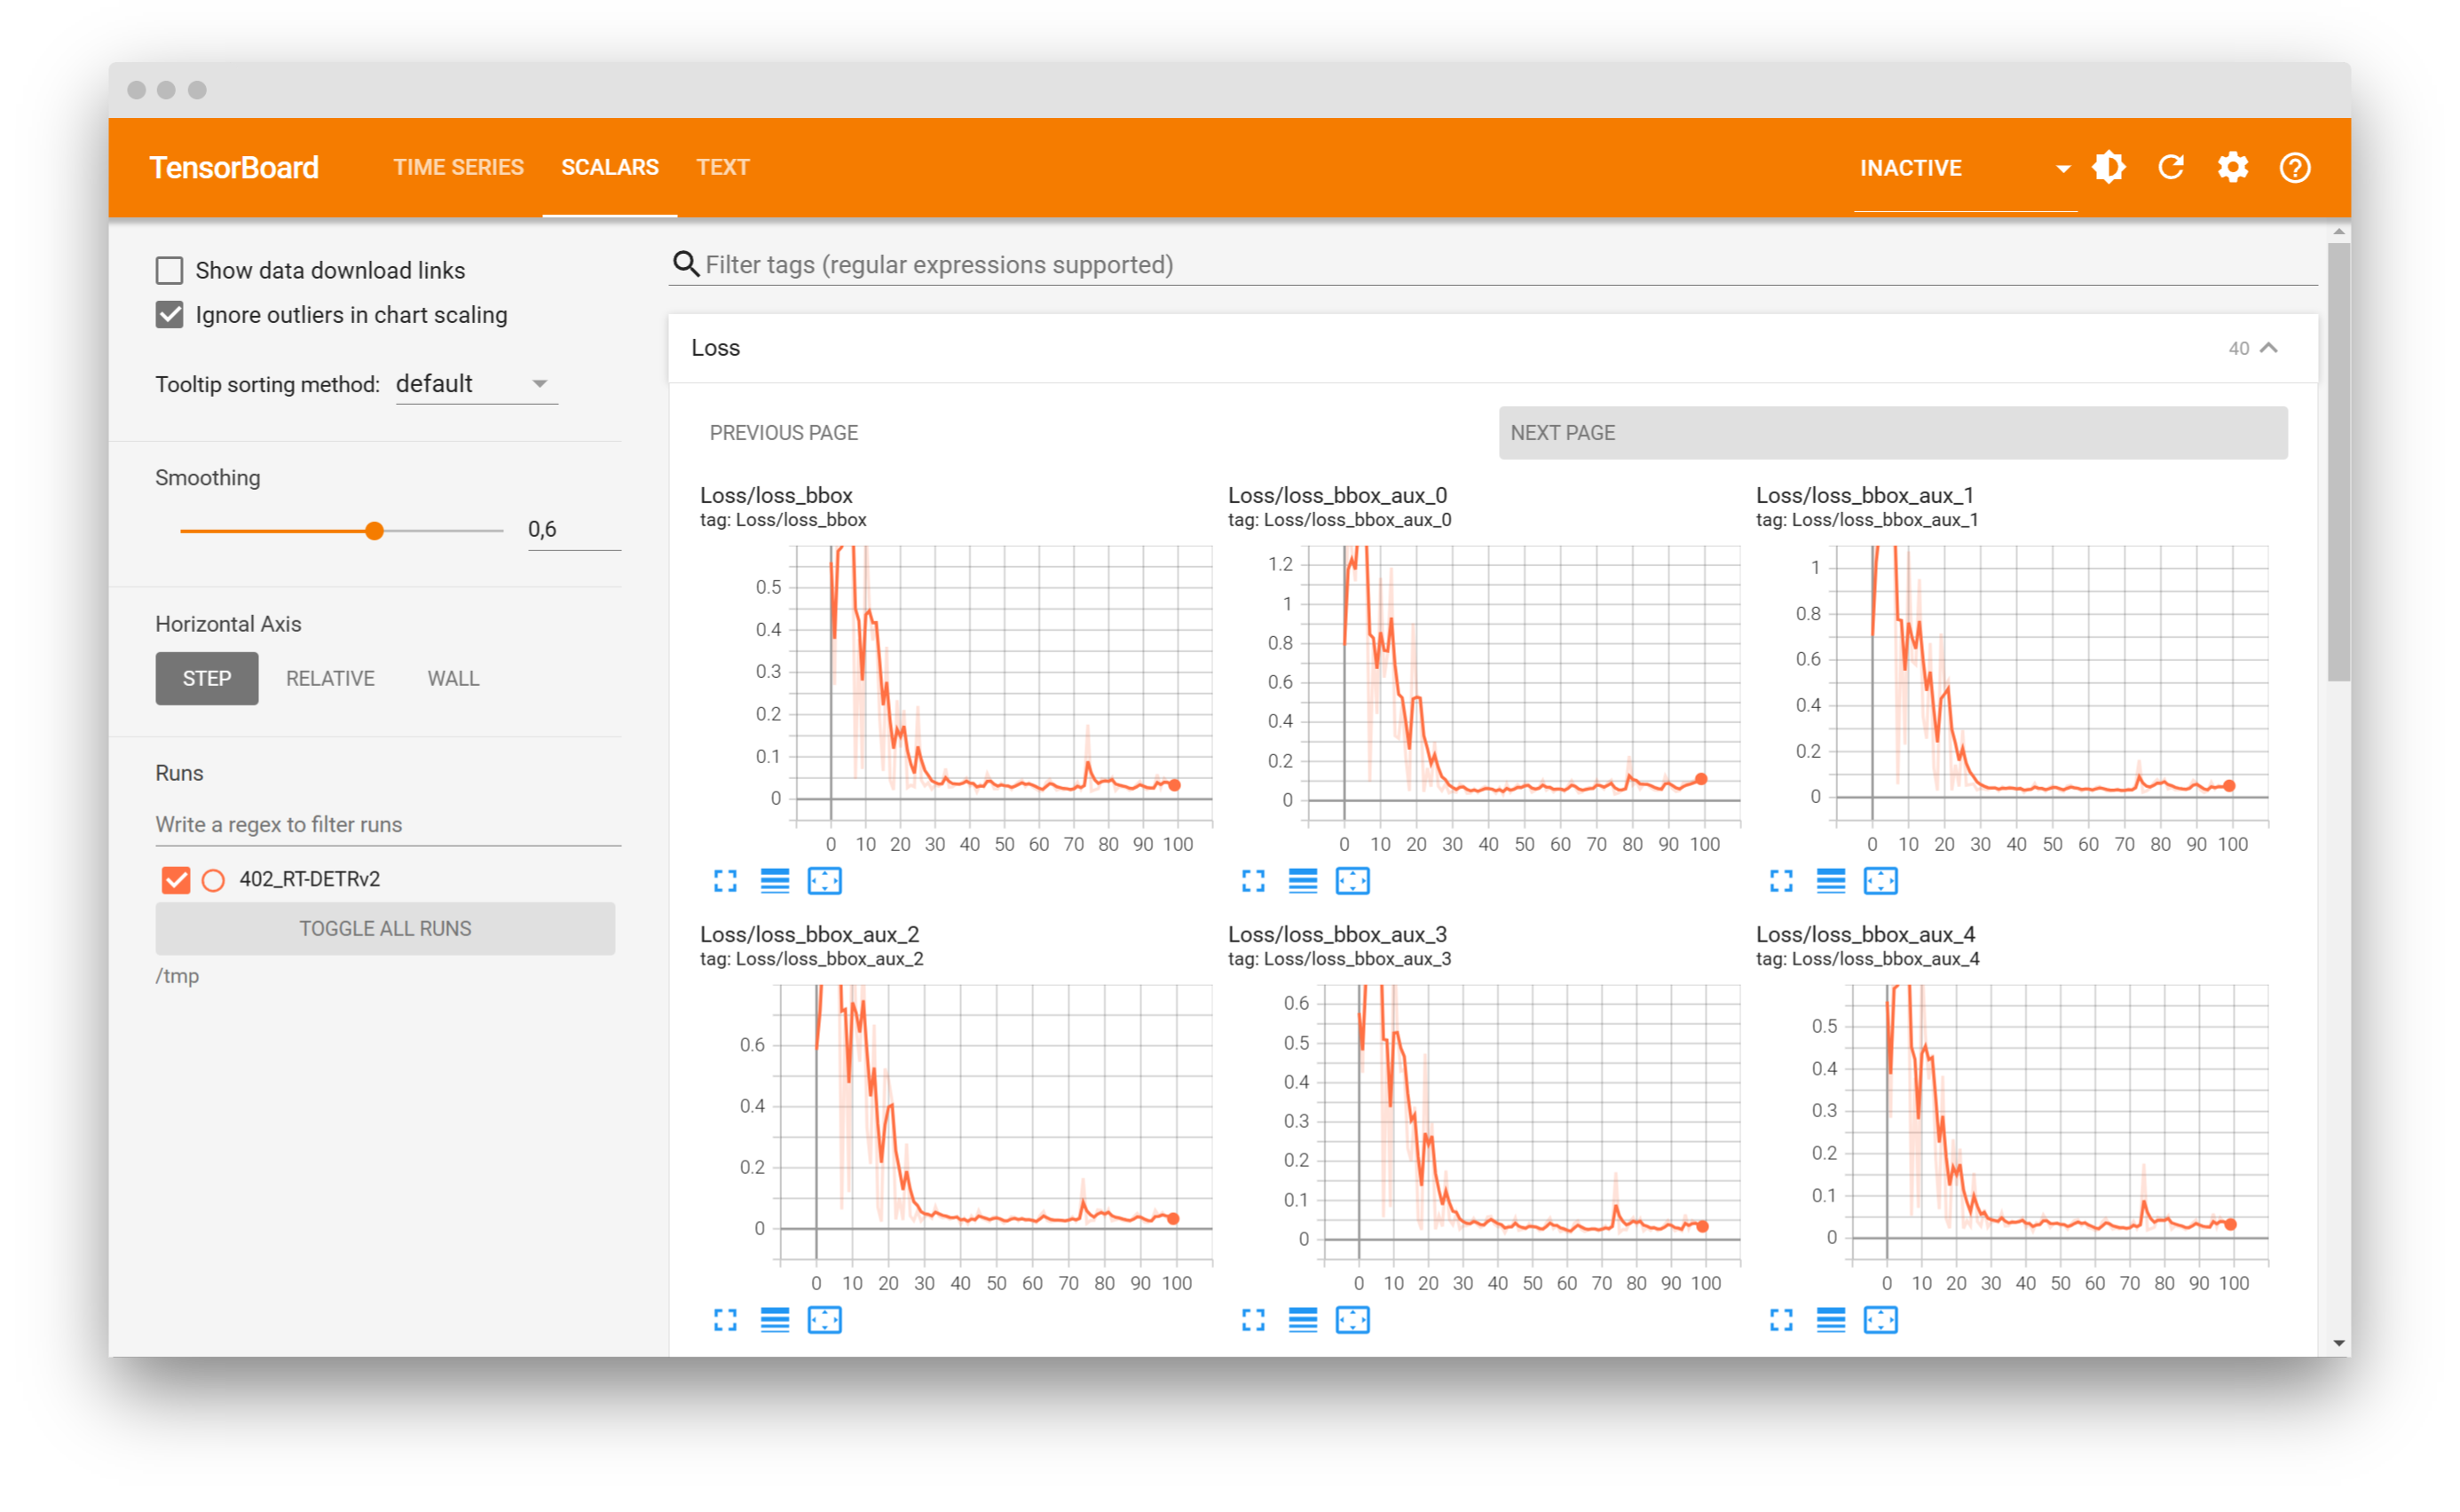 TensorBoard TIME SERIES SCALARS TEXT INACTIVE
Show data download links
Ignore outliers in chart scaling
Tooltip sorting method: default
Smoothing
0,6
Horizontal Axis
STEP RELATIVE WALL
Runs
Write a regex to filter runs
402_RT-DETRv2
TOGGLE ALL RUNS
/tmp
Filter tags (regular expressions supported)
Loss 40
PREVIOUS PAGE NEXT PAGE
Loss/loss_bbox
tag: Loss/loss_bbox
0.5
0.4
0.3
0.2
0.1
0
0 10 20 30 40 50 60 70 80 90 100
Loss/loss_bbox_aux_0
tag: Loss/loss_bbox_aux_0
1.2
1
0.8
0.6
0.4
0.2
0
0 10 20 30 40 50 60 70 80 90 100
Loss/loss_bbox_aux_1
tag: Loss/loss_bbox_aux_1
1
0.8
0.6
0.4
0.2
0
0 10 20 30 40 50 60 70 80 90 100
Loss/loss_bbox_aux_2
tag: Loss/loss_bbox_aux_2
0.6
0.4
0.2
0
0 10 20 30 40 50 60 70 80 90 100
Loss/loss_bbox_aux_3
tag: Loss/loss_bbox_aux_3
0.6
0.5
0.4
0.3
0.2
0.1
0
0 10 20 30 40 50 60 70 80 90 100
Loss/loss_bbox_aux_4
tag: Loss/loss_bbox_aux_4
0.5
0.4
0.3
0.2
0.1
0
0 10 20 30 40 50 60 70 80 90 100